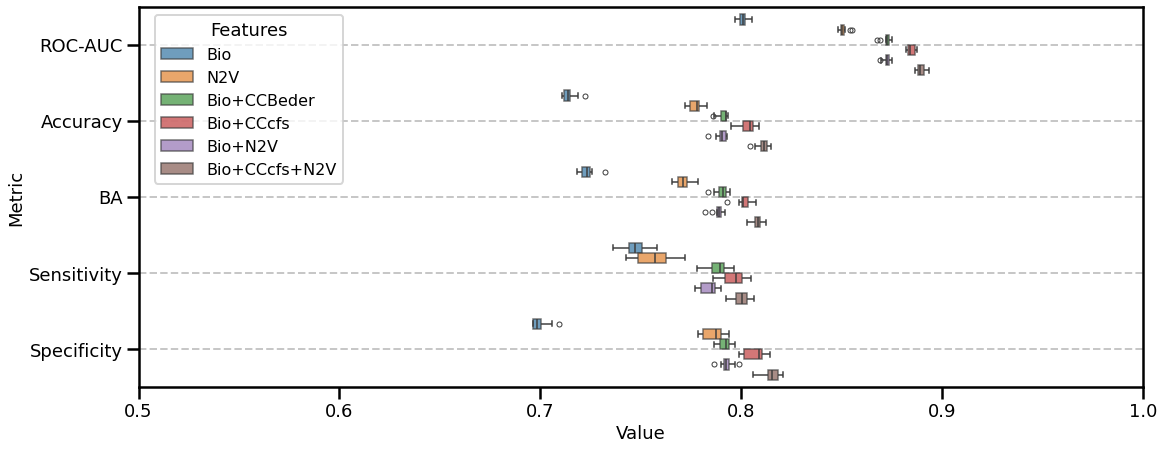 Features
Bio
N2V
Bio+CCBeder
Bio+CCcfs
Bio+N2V
Bio+CCcfs+N2V
Metric
ROC-AUC
Accuracy
BA
Sensitivity
Specificity
0.5 0.6 0.7 0.8 0.9 1.0
Value